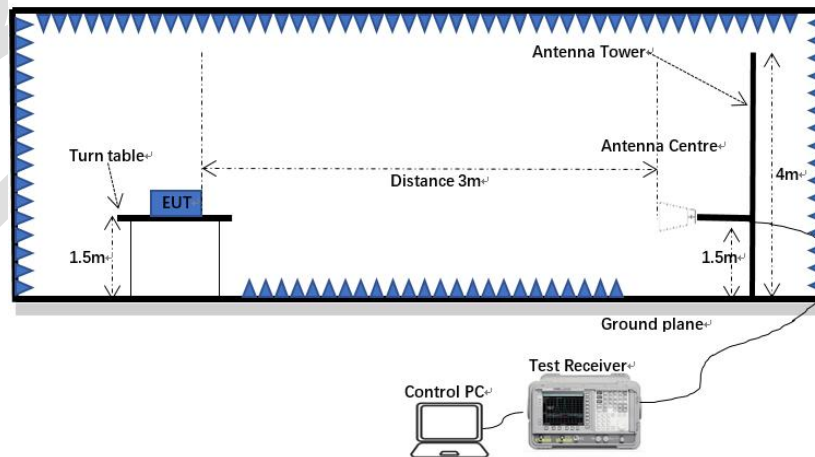 Antenna Tower
Turn table
Antenna Centre
Distance 3m
4m
EUT
1.5m
1.5m
Ground plane
Test Receiver
Control PC